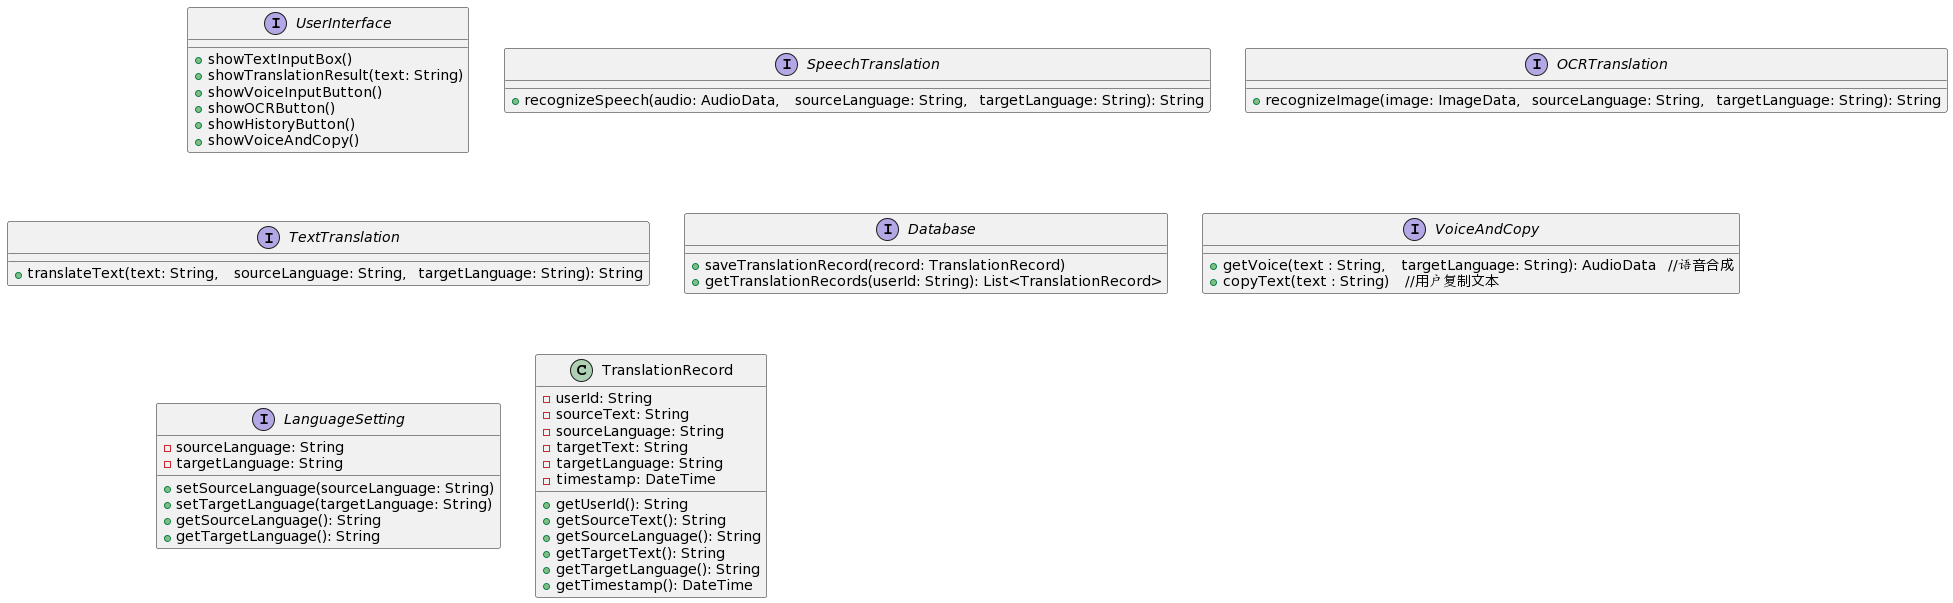 I UserInterface
showTextInputBox()
showTranslationResult(text: String)
showVoiceInputButton()
showOCRButton()
showHistoryButton()
showVoiceAndCopy()
I SpeechTranslation
recognizeSpeech(audio: AudioData, sourceLanguage: String, targetLanguage: String): String
I OCRTranslation
recognizeImage(image: ImageData, sourceLanguage: String, targetLanguage: String): String
I TextTranslation
translateText(text: String, sourceLanguage: String, targetLanguage: String): String
I Database
saveTranslationRecord(record: TranslationRecord)
getTranslationRecords(userId: String): List<TranslationRecord>
I VoiceAndCopy
getVoice(text : String, targetLanguage: String): AudioData //语音合成
copyText(text : String) //用户复制文本
I LanguageSetting
sourceLanguage: String
targetLanguage: String
setSourceLanguage(sourceLanguage: String)
setTargetLanguage(targetLanguage: String)
getSourceLanguage(): String
getTargetLanguage(): String
C TranslationRecord
userId: String
sourceText: String
sourceLanguage: String
targetText: String
targetLanguage: String
timestamp: DateTime
getUserId(): String
getSourceText(): String
getSourceLanguage(): String
getTargetText(): String
getTargetLanguage(): String
getTimestamp(): DateTime